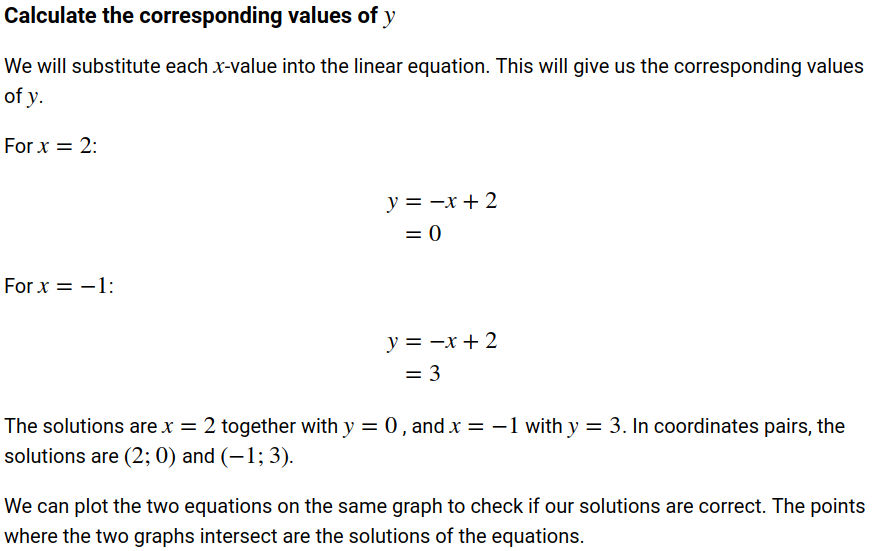 Calculate the corresponding values of y
We will substitute each x-value into the linear equation. This will give us the corresponding values
of y.
For x = 2:
y = −x + 2
= 0
For x = −1:
y = −x + 2
= 3
The solutions are x = 2 together with y = 0 , and x = −1 with y = 3. In coordinates pairs, the
solutions are (2; 0) and (−1; 3).
We can plot the two equations on the same graph to check if our solutions are correct. The points
where the two graphs intersect are the solutions of the equations.